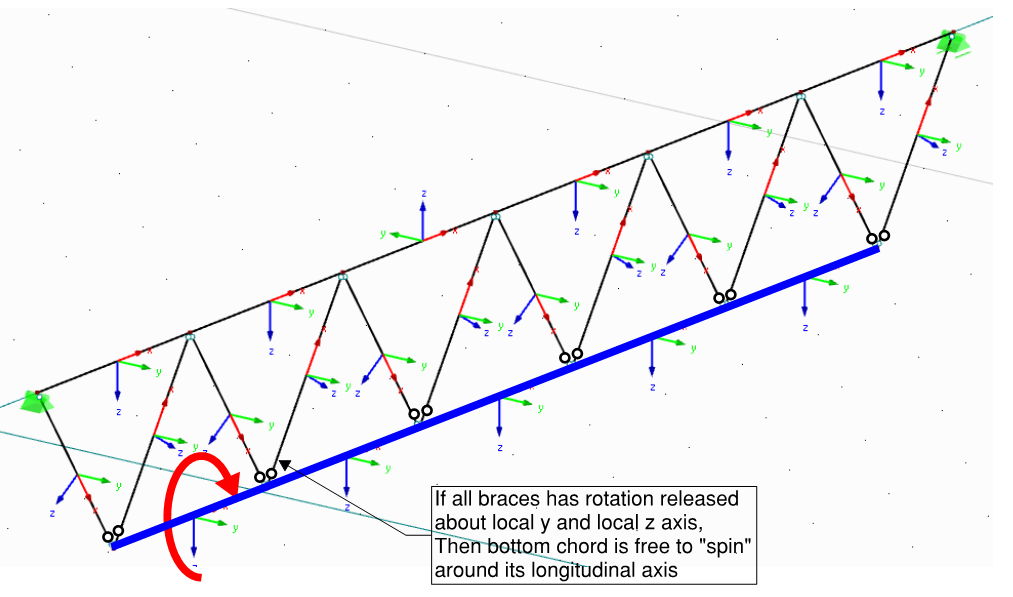 x y z
x y z
z y x
x y z
x y z
x y z
y z x
x y z
y z x
x y z
y z x
x y z
y z x
x y z
y z x
x y z
y z x
x y z
y
y z
y z
y z
y z
If all braces has rotation released
about local y and local z axis,
Then bottom chord is free to "spin"
around its longitudinal axis